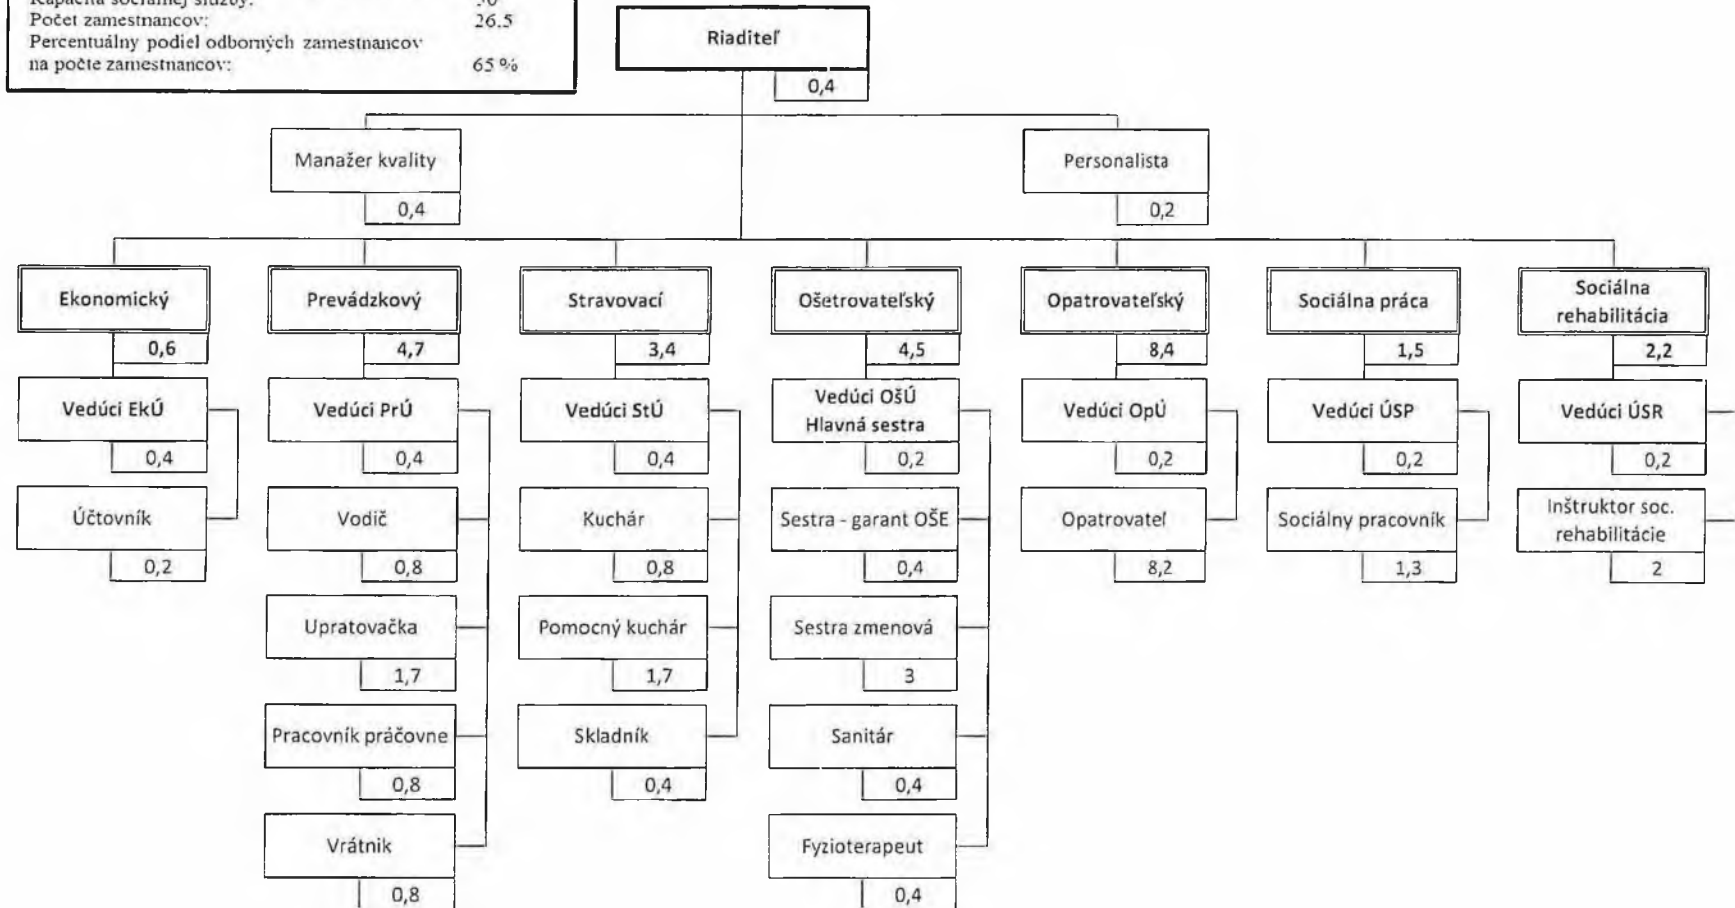 Počet zamestnancov: 26.5
Percentuálny podiel odborných zamestnancov
na počte zamestnancov: 65 %
Riaditeľ
0,4
Manažer kvality
0,4
Personalista
0,2
Ekonomický
0,6
Prevádzkový
4,7
Stravovací
3,4
Ošetrovateľský
4,5
Opatrovateľský
8,4
Sociálna práca
1,5
Sociálna
rehabilitácia
2,2
Vedúci EkÚ
0,4
Vedúci PrÚ
0,4
Vedúci StÚ
0,4
Vedúci OšÚ
Hlavná sestra
0,2
Vedúci OpÚ
0,2
Vedúci ÚSP
0,2
Vedúci ÚSR
0,2
Účtovník
0,2
Vodič
0,8
Kuchár
0,8
Sestra - garant OŠE
0,4
Opatrovateľ
8,2
Sociálny pracovník
1,3
Inštruktor soc.
rehabilitácie
2
Upratovačka
1,7
Pomocný kuchár
1,7
Sestra zmenová
3
Pracovník práčovne
0,8
Skladník
0,4
Sanitár
0,4
Vrátnik
0,8
Fyzioterapeut
0,4